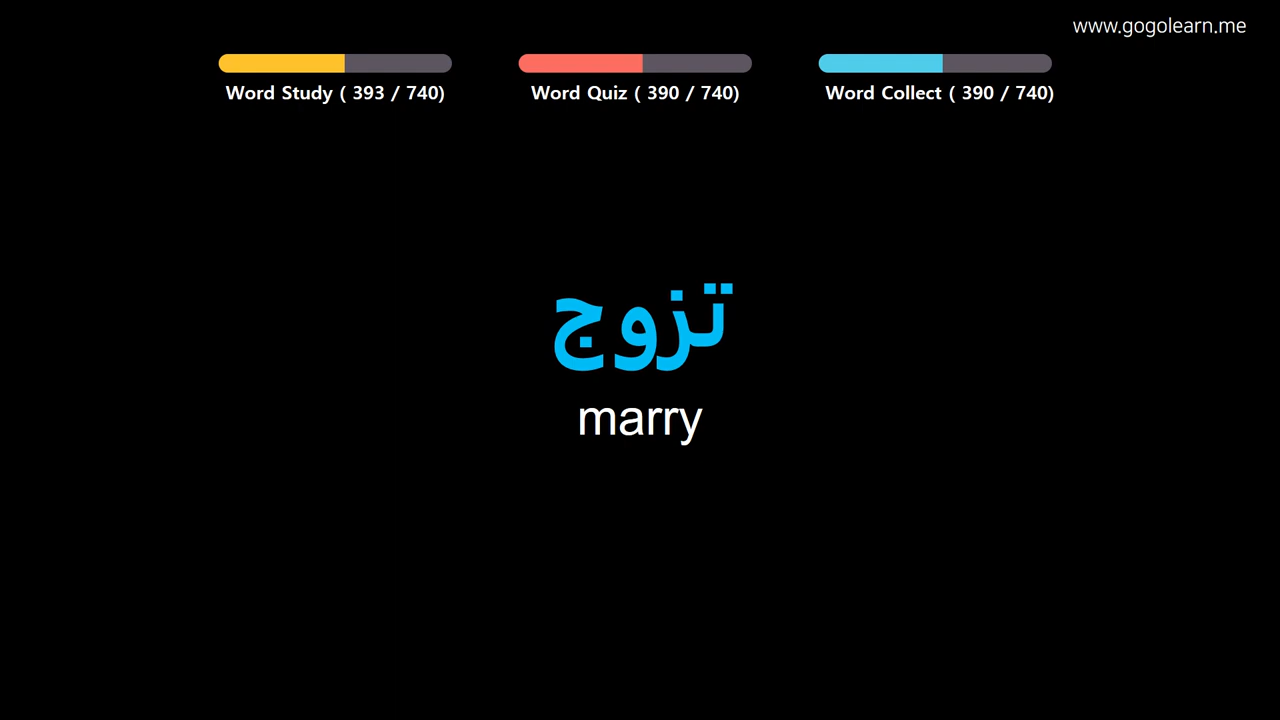 www.gogolearn.me
Word Study ( 393 / 740)
Word Quiz ( 390 / 740)
Word Collect ( 390 / 740)
تزوج
marry